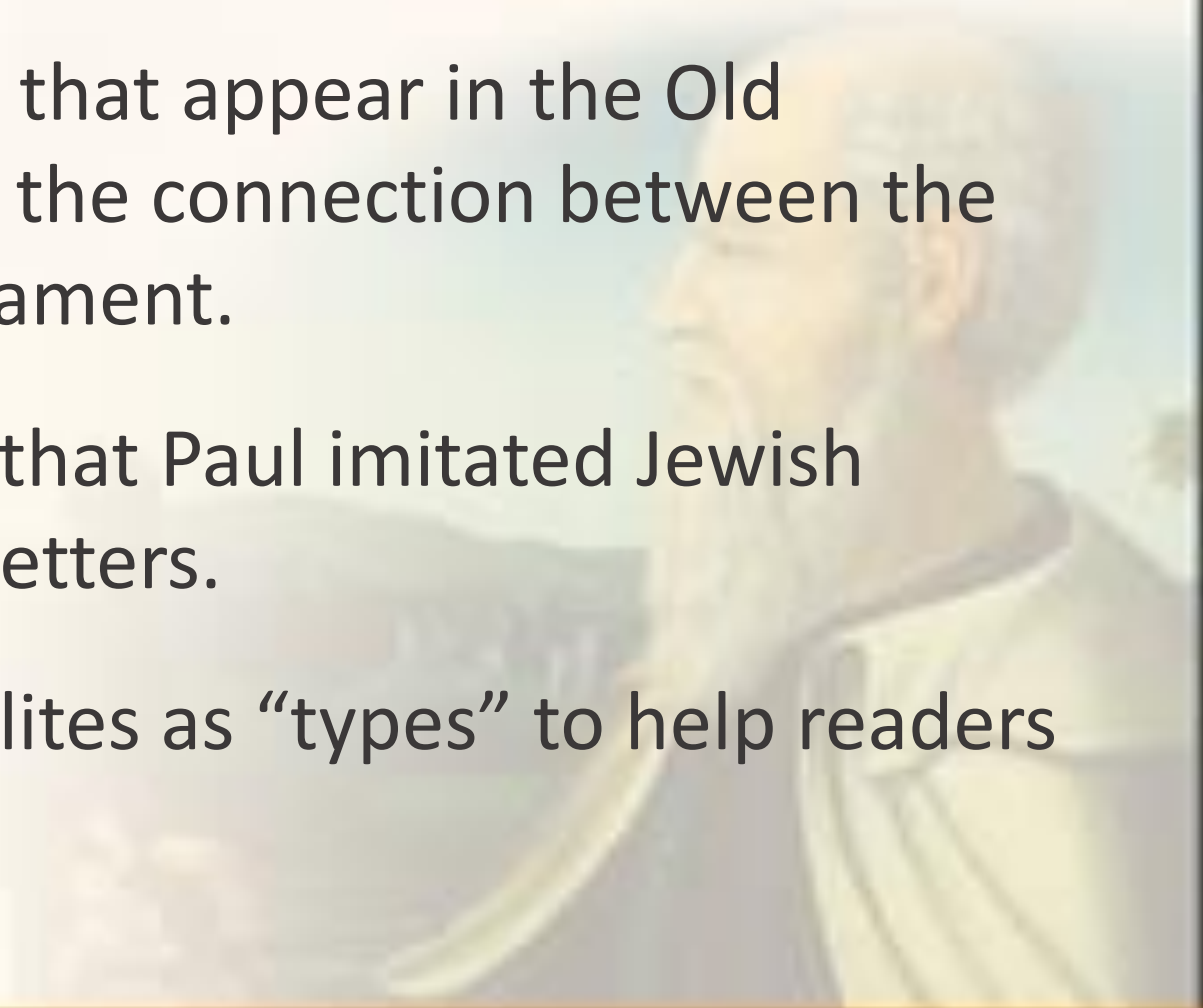 that appear in the Old
the connection between the
ament.
that Paul imitated Jewish
etters.
lites as “types” to help readers